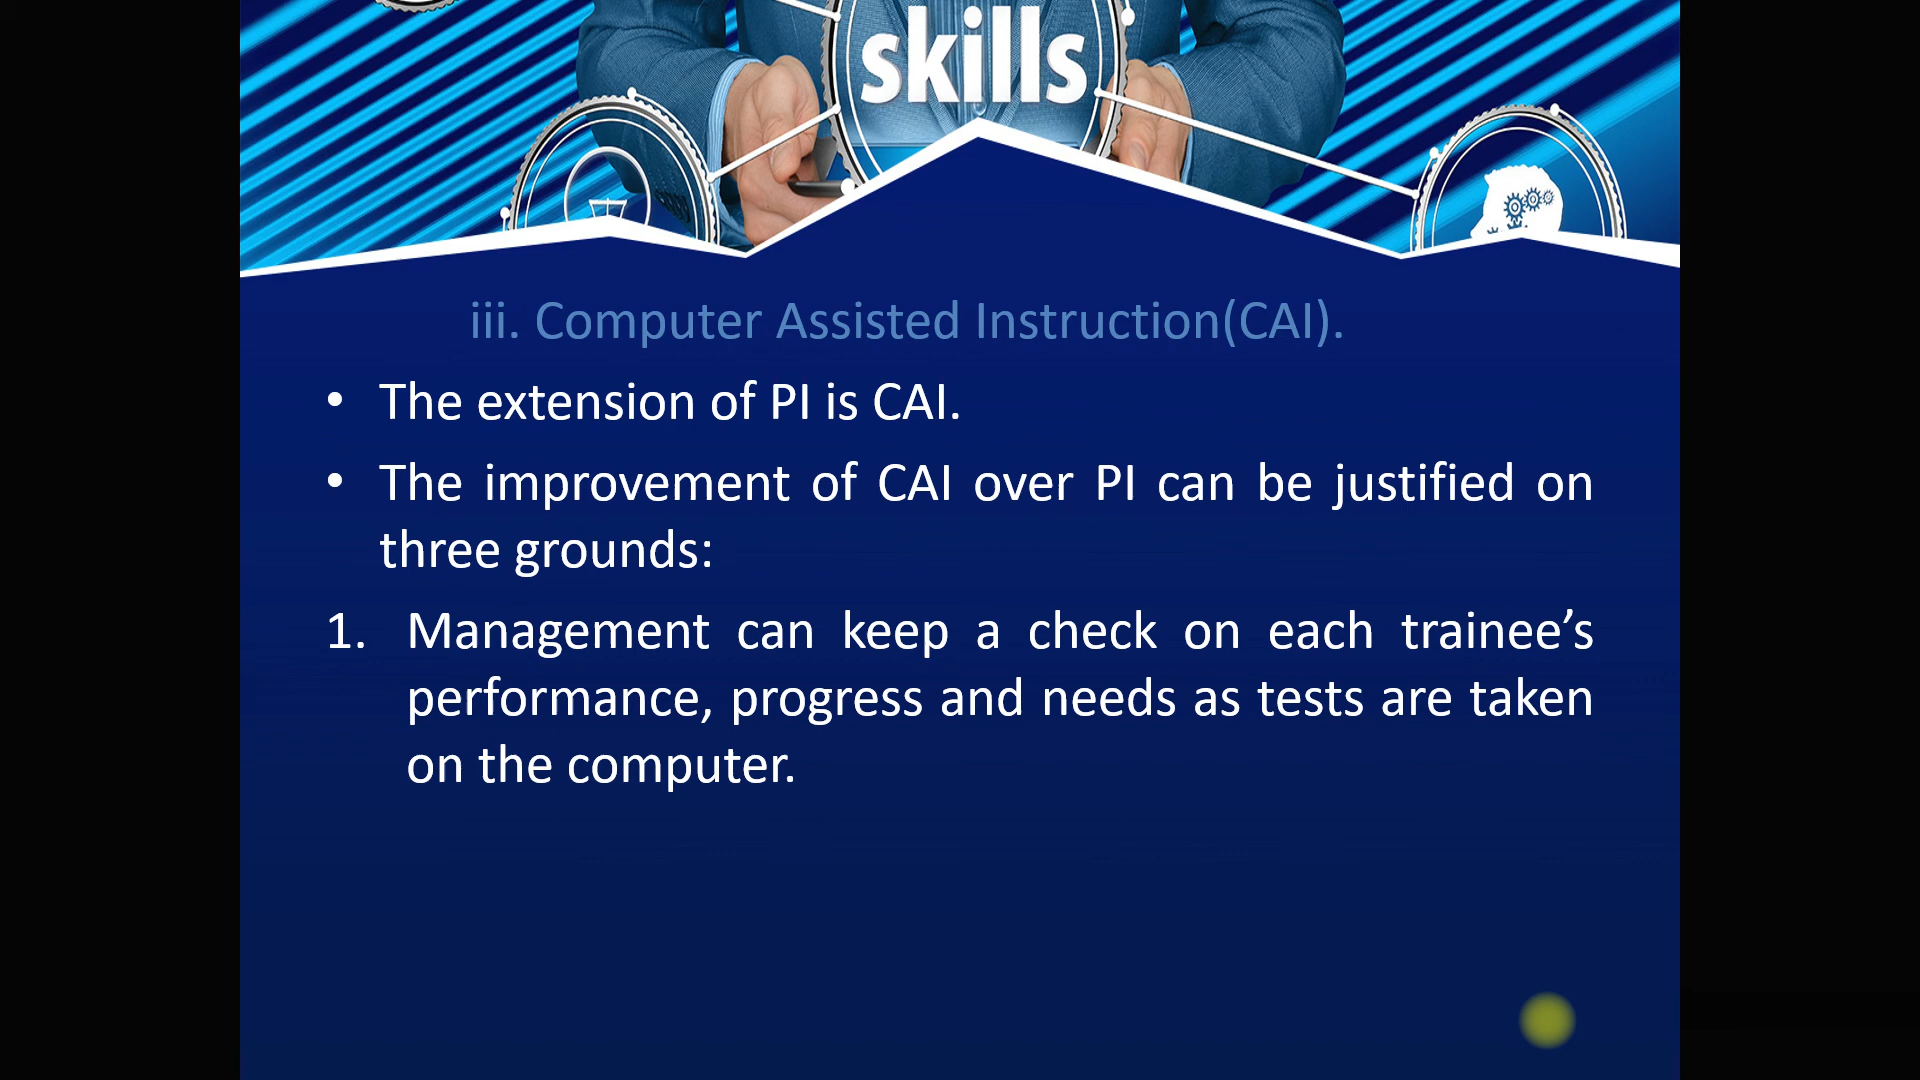 skills
iii. Computer Assisted Instruction(CAI).
• The extension of PI is CAI.
• The improvement of CAI over PI can be justified on
three grounds:
1. Management can keep a check on each trainee’s
performance, progress and needs as tests are taken
on the computer.